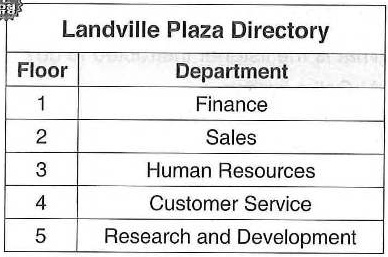 Landville Plaza Directory
Floor Department
1 Finance
2 Sales
3 Human Resources
4 Customer Service
5 Research and Development